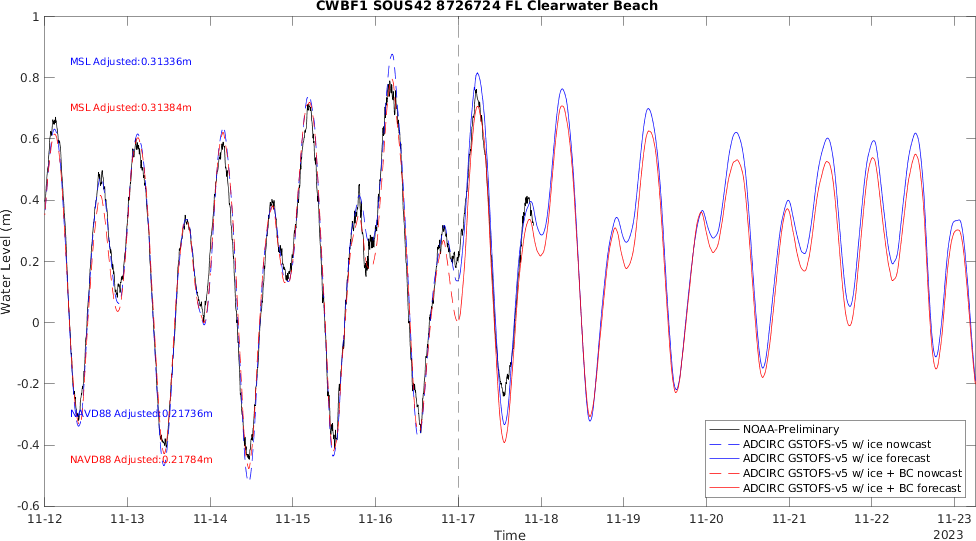 CWBF1 SOUS42 8726724 FL Clearwater Beach
1
0.8
0.6
0.4
0.2
0
-0.2
-0.4
-0.6
Water Level (m)
MSL Adjusted:0.31336m
MSL Adjusted:0.31384m
NAVD88 Adjusted:0.21736m
NAVD88 Adjusted:0.21784m
NOAA-Preliminary
ADCIRC GSTOFS-v5 w/ ice nowcast
ADCIRC GSTOFS-v5 w/ ice forecast
ADCIRC GSTOFS-v5 w/ ice + BC nowcast
ADCIRC GSTOFS-v5 w/ ice + BC forecast
11-12 11-13 11-14 11-15 11-16 11-17 11-18 11-19 11-20 11-21 11-22 11-23
Time
2023